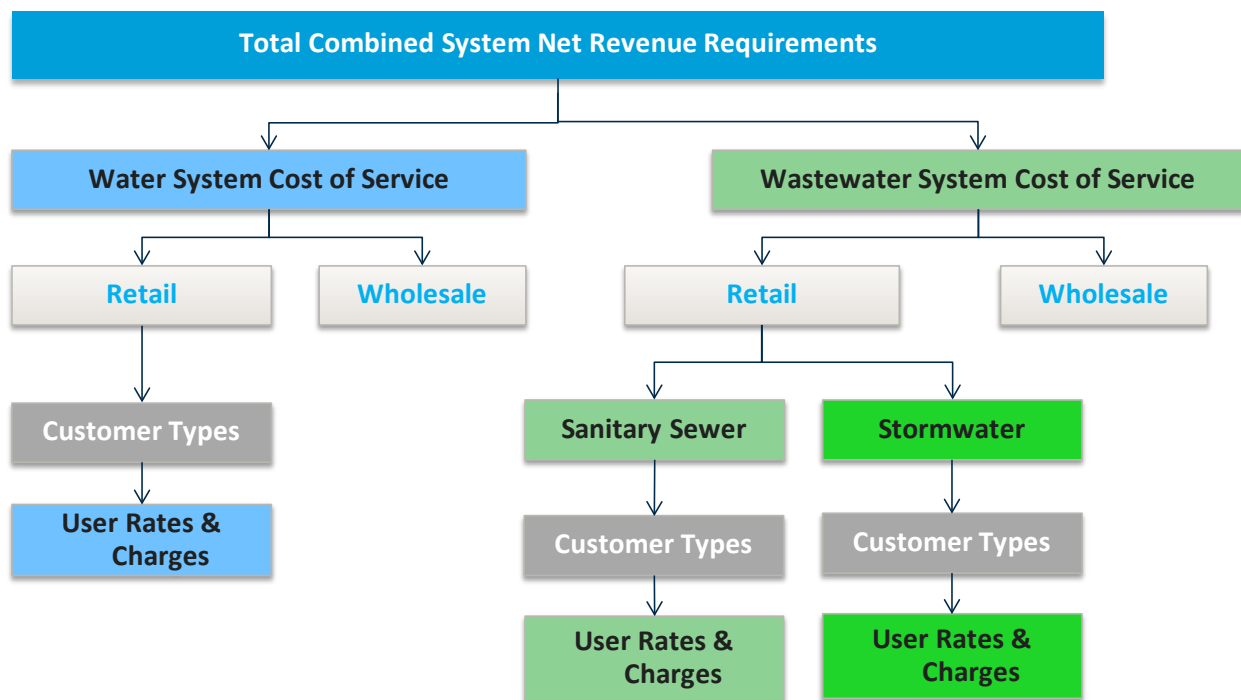 Total Combined System Net Revenue Requirements
Water System Cost of Service
Wastewater System Cost of Service
Retail
Wholesale
Retail
Wholesale
Customer Types
Sanitary Sewer
Stormwater
User Rates &
Charges
Customer Types
Customer Types
User Rates &
Charges
User Rates &
Charges